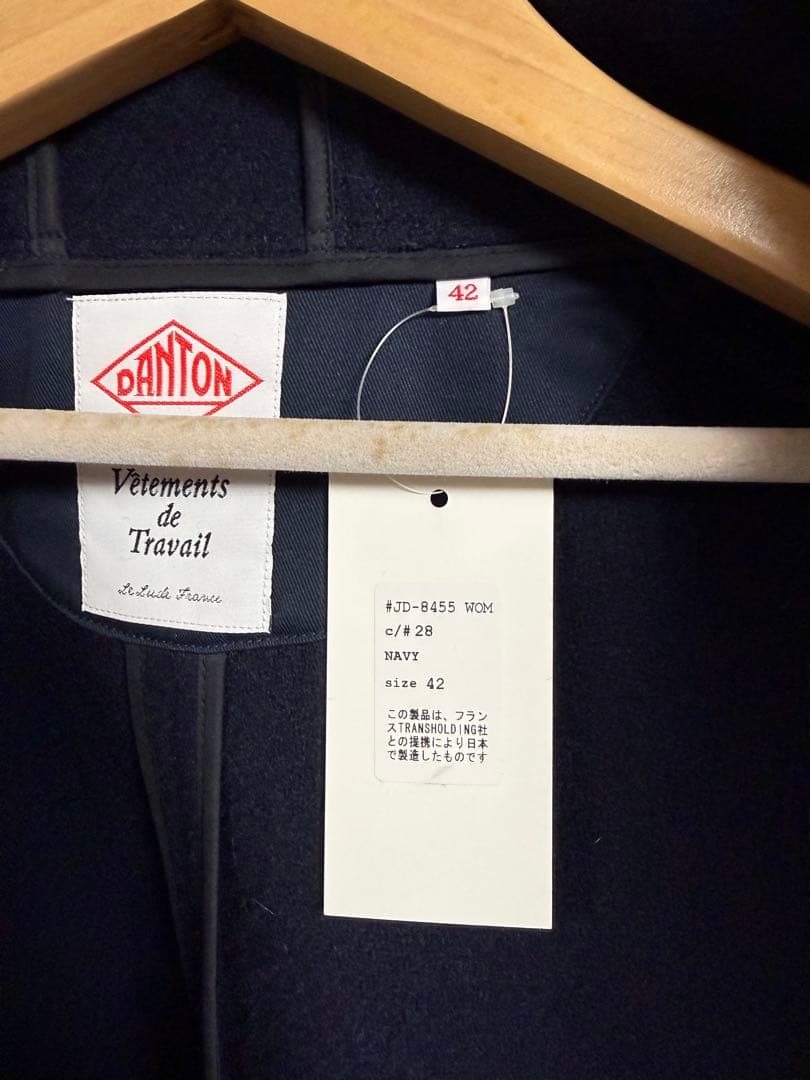 DANTON
Vêtements
de
Travail
Le Lude France
42
#JD-8455 WOM
c/# 28
NAVY
size 42
この製品は、フラン
スTRANSHOLDING社
との提携により日本
で製造したものです